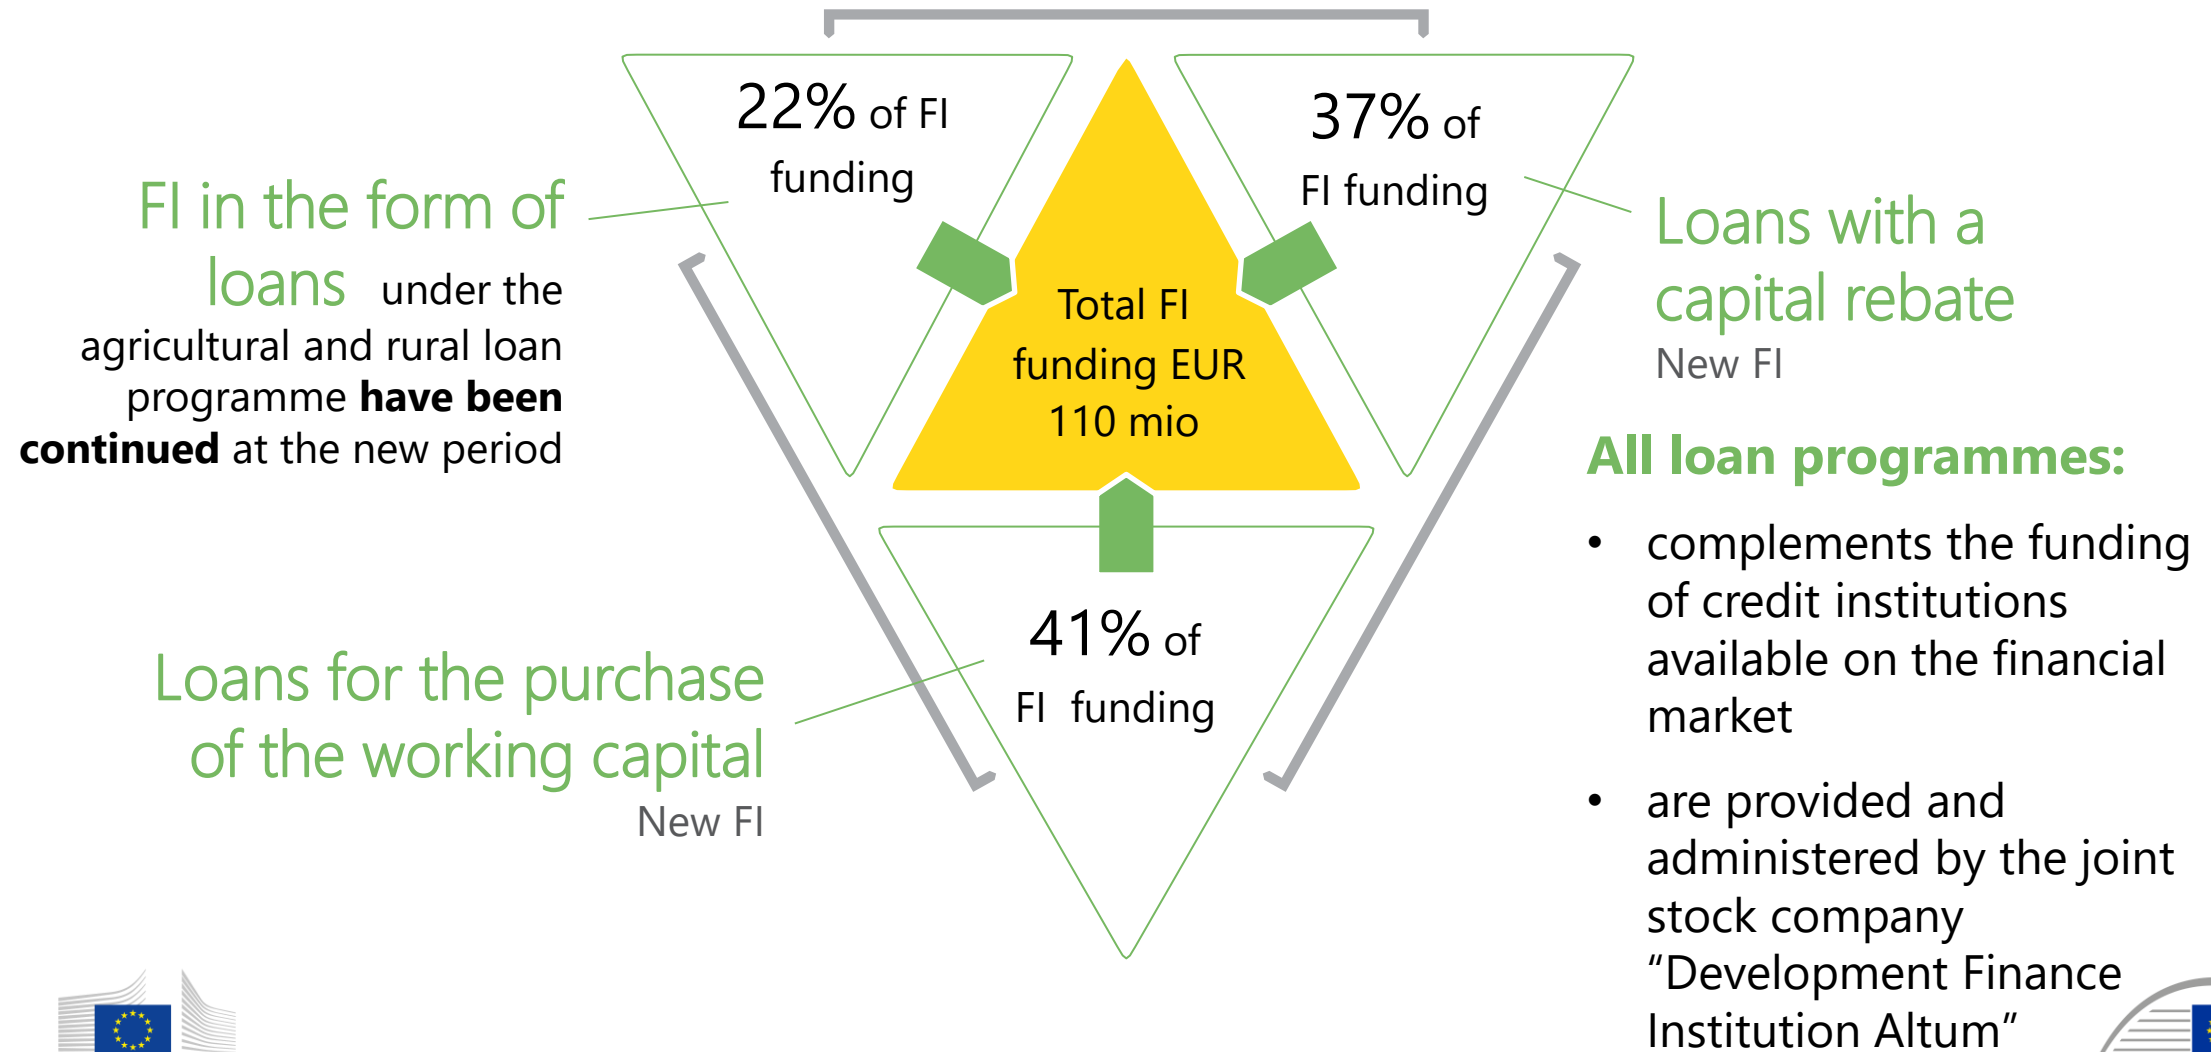 22% of FI
funding
37% of
FI funding
FI in the form of
loans under the
agricultural and rural loan
programme have been
continued at the new period
Total FI
funding EUR
110 mio
Loans with a
capital rebate
New FI
41% of
FI funding
Loans for the purchase
of the working capital
New FI
All loan programmes:
• complements the funding
of credit institutions
available on the financial
market
• are provided and
administered by the joint
stock company
“Development Finance
Institution Altum”